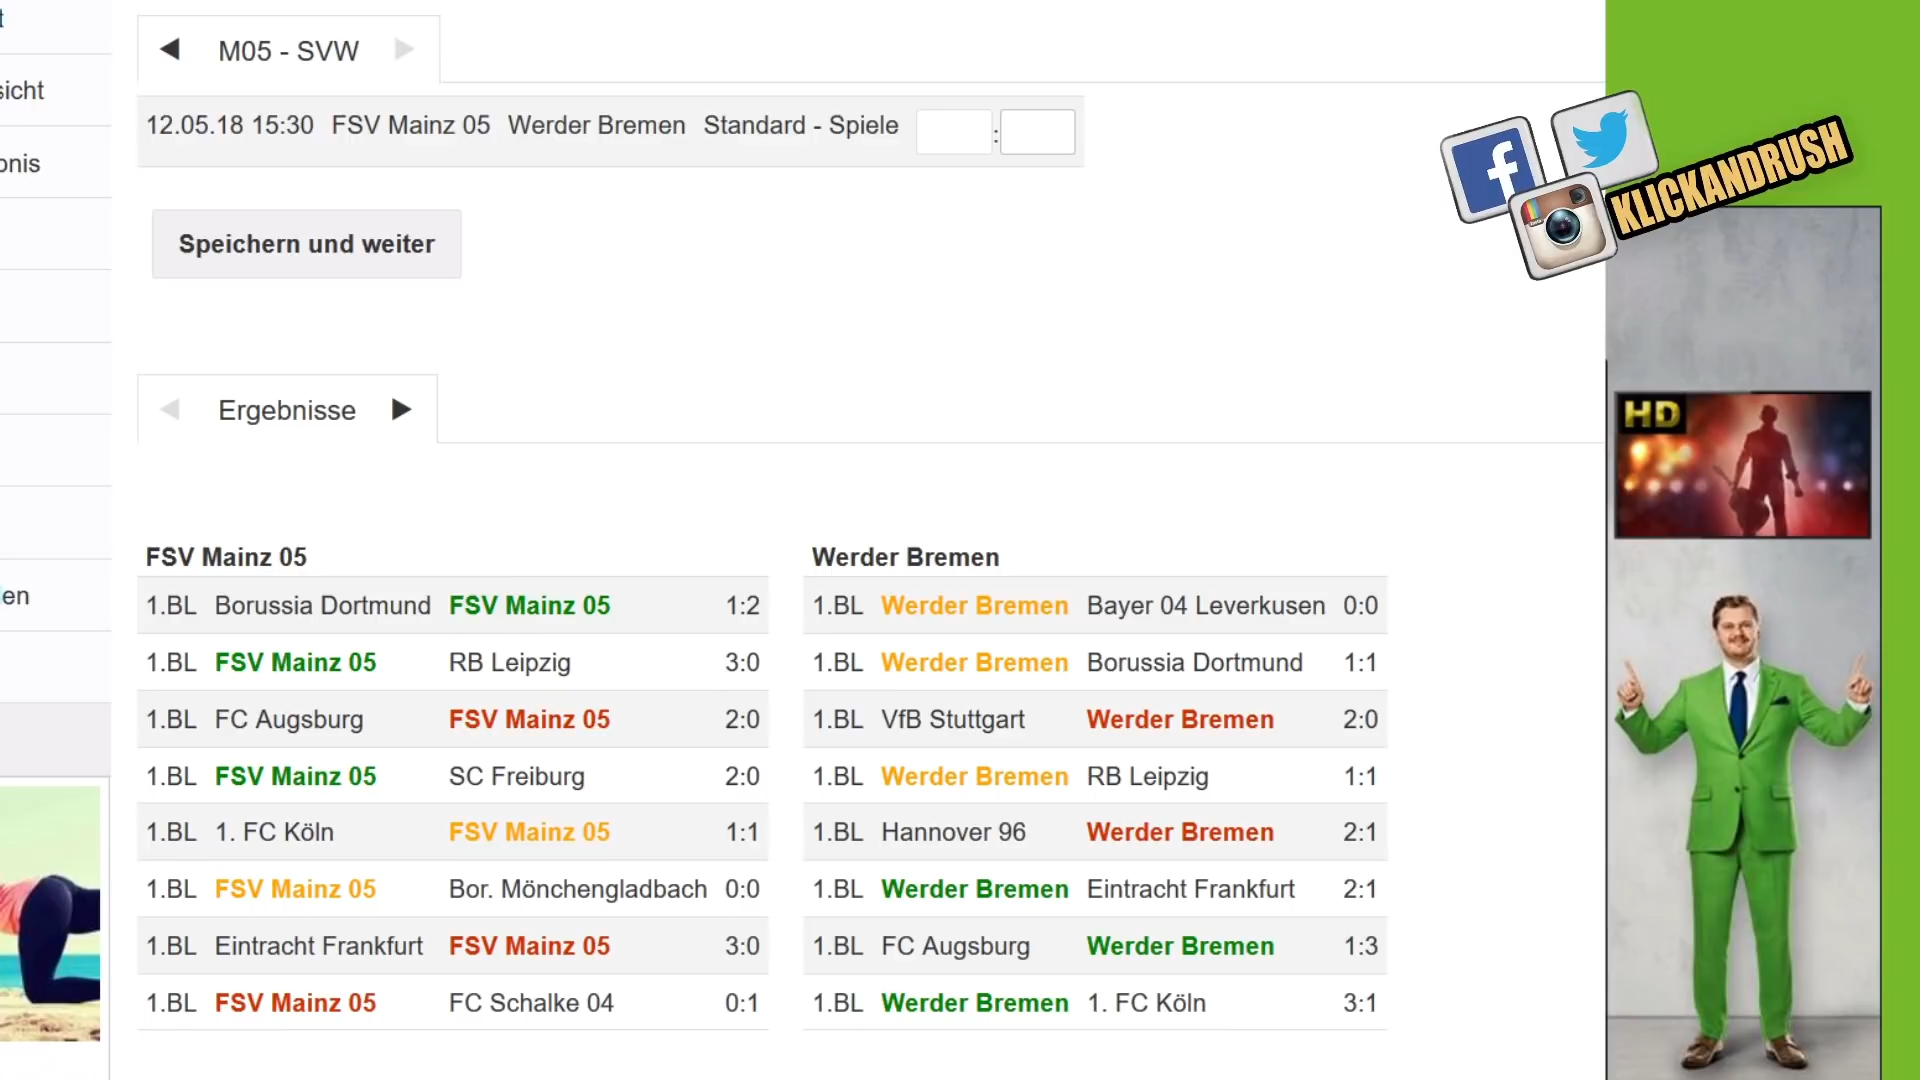 t
sicht
bnis
en
M05 - SVW
12.05.18 15:30 FSV Mainz 05 Werder Bremen Standard - Spiele :
Speichern und weiter
KLICKANDRUSH
Ergebnisse
HD
FSV Mainz 05
1.BL Borussia Dortmund FSV Mainz 05 1:2
1.BL FSV Mainz 05 RB Leipzig 3:0
1.BL FC Augsburg FSV Mainz 05 2:0
1.BL FSV Mainz 05 SC Freiburg 2:0
1.BL 1. FC Köln FSV Mainz 05 1:1
1.BL FSV Mainz 05 Bor. Mönchengladbach 0:0
1.BL Eintracht Frankfurt FSV Mainz 05 3:0
1.BL FSV Mainz 05 FC Schalke 04 0:1
Werder Bremen
1.BL Werder Bremen Bayer 04 Leverkusen 0:0
1.BL Werder Bremen Borussia Dortmund 1:1
1.BL VfB Stuttgart Werder Bremen 2:0
1.BL Werder Bremen RB Leipzig 1:1
1.BL Hannover 96 Werder Bremen 2:1
1.BL Werder Bremen Eintracht Frankfurt 2:1
1.BL FC Augsburg Werder Bremen 1:3
1.BL Werder Bremen 1. FC Köln 3:1